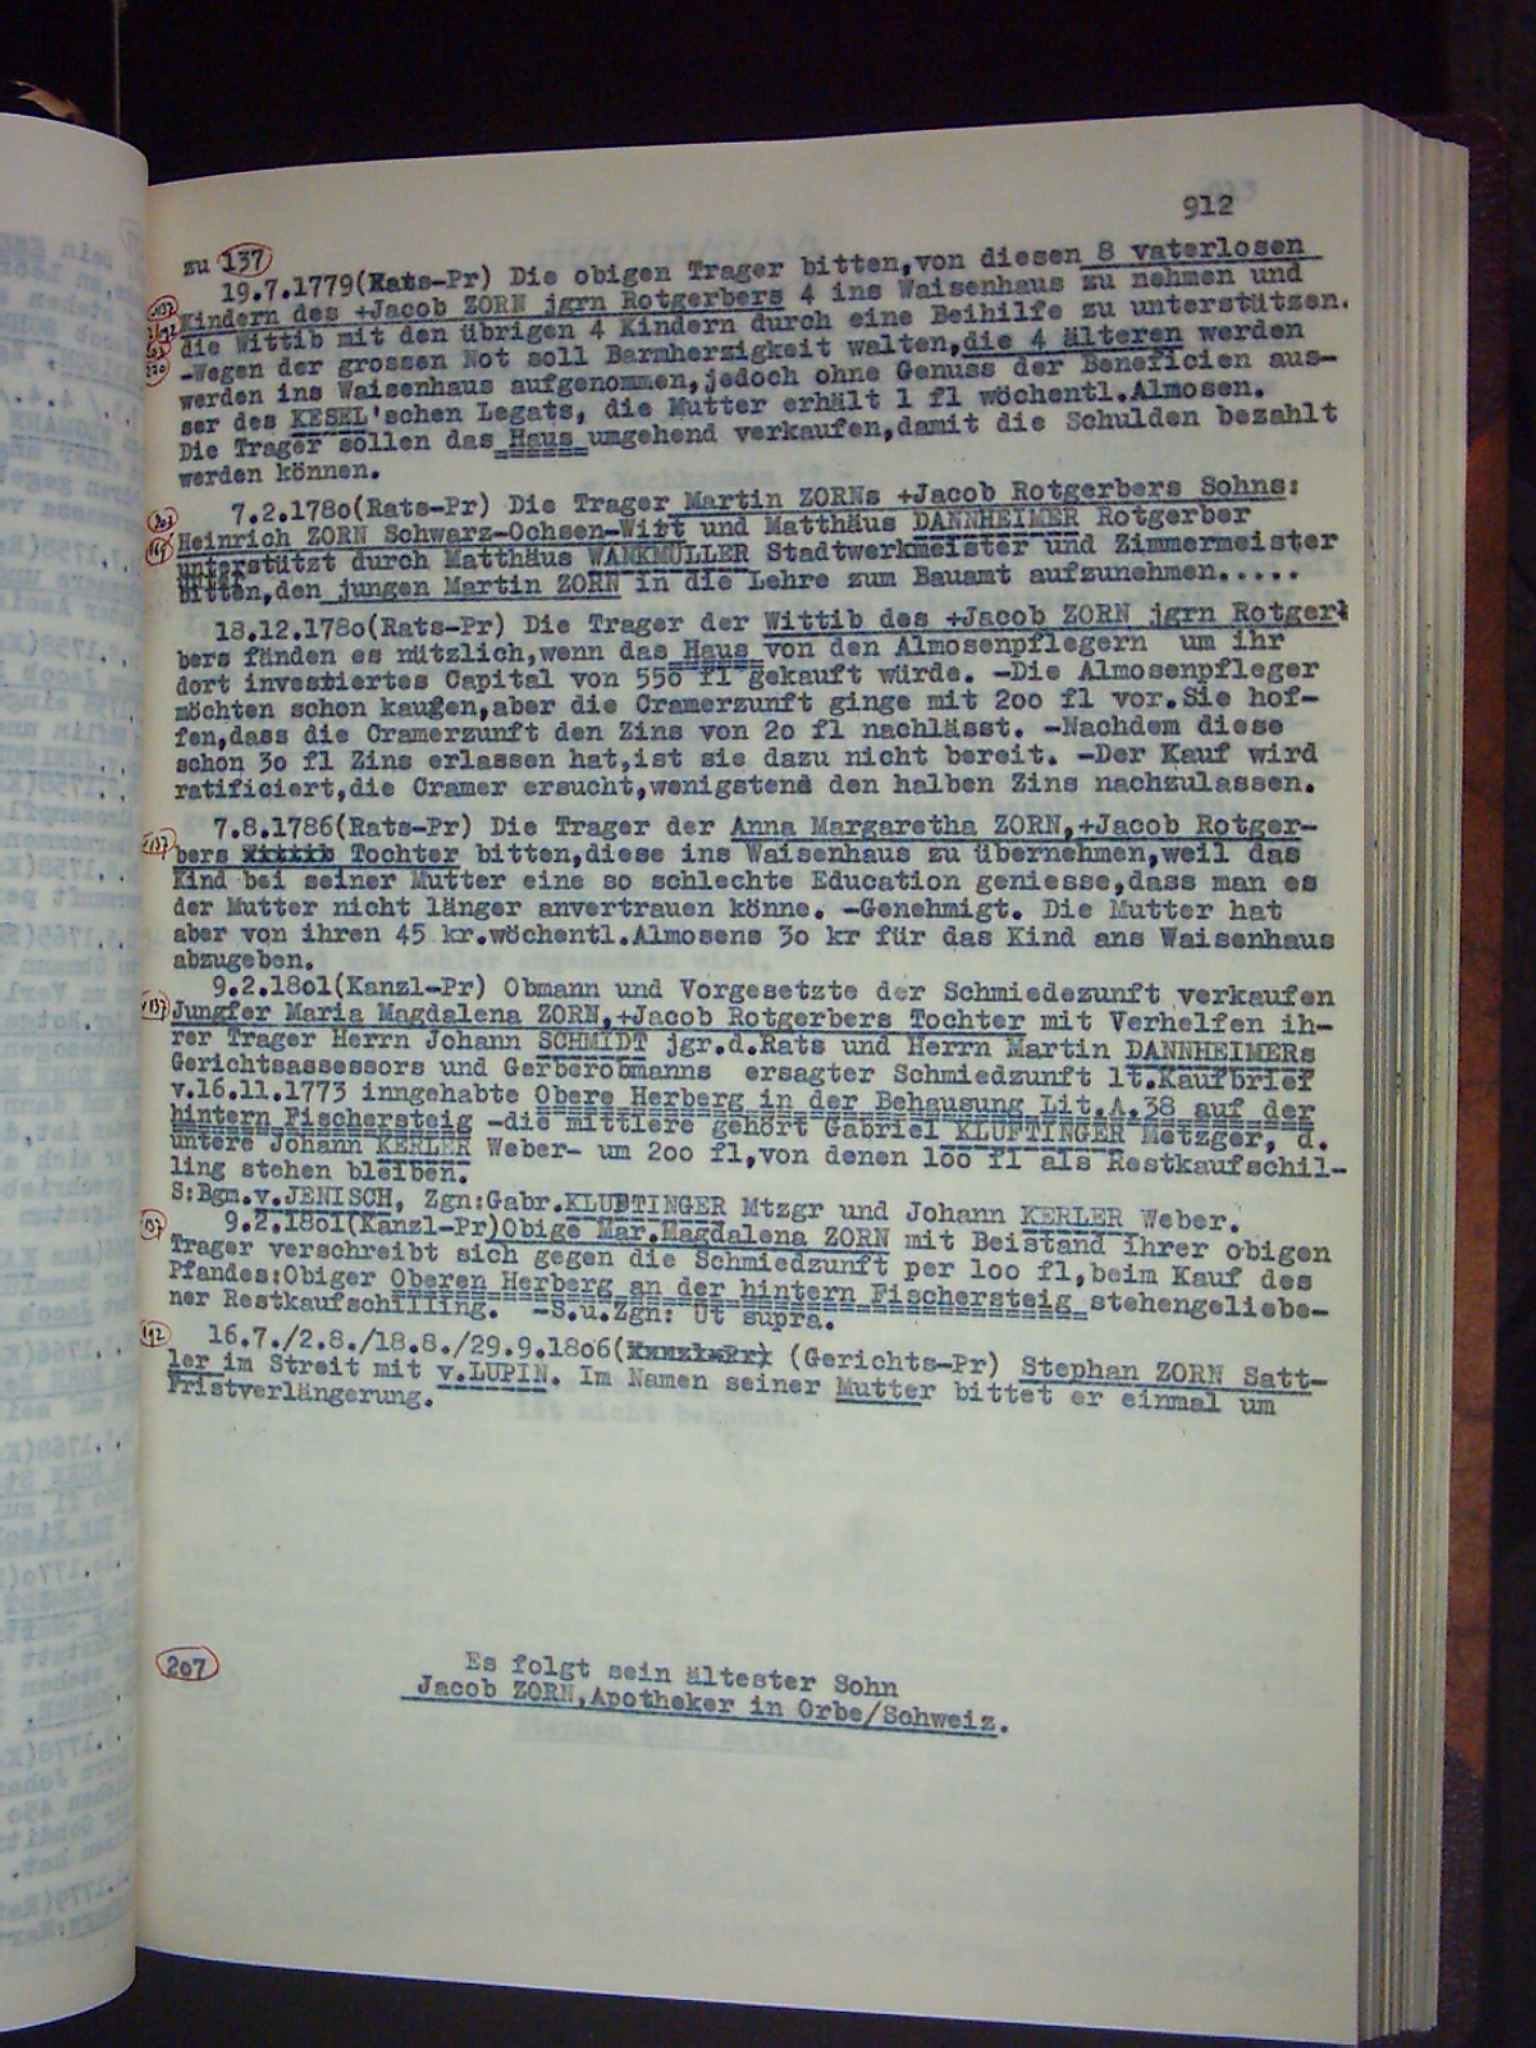 912
zu 137
19.7.1779(Rats-Pr) Die obigen Trager bitten,von diesen 8 vaterlosen
Kindern des +Jacob ZORN jgrn Rotgerbers 4 ins Waisenhaus zu nehmen und
die Wittib mit den übrigen 4 Kindern durch eine Beihilfe zu unterstützen.
-Wegen der grossen Not soll Barmherzigkeit walten,die 4 älteren werden
werden ins Waisenhaus aufgenommen,jedoch ohne Genuss der Beneficien aus-
ser des KESEL'schen Legats, die Mutter erhält 1 fl wöchentl.Almosen.
Die Trager sollen das Haus umgehend verkaufen,damit die Schulden bezahlt
werden können.
7.2.178o(Rats-Pr) Die Trager Martin ZORNs +Jacob Rotgerbers Sohns:
Heinrich ZORN Schwarz-Ochsen-Wirt und Matthäus DANNHEIMER Rotgerber
unterstützt durch Matthäus WANKMÜLLER Stadtwerkmeister und Zimmermeister
bitten,den jungen Martin ZORN in die Lehre zum Bauamt aufzunehmen.....
18.12.178o(Rats-Pr) Die Trager der Wittib des +Jacob ZORN jgrn Rotger-
bers fänden es nützlich,wenn das Haus von den Almosenpflegern um ihr
dort investiertes Capital von 55o fl gekauft würde. -Die Almosenpfleger
möchten schon kaufen,aber die Cramerzunft ginge mit 2oo fl vor.Sie hof-
fen,dass die Cramerzunft den Zins von 2o fl nachlässt. -Nachdem diese
schon 3o fl Zins erlassen hat,ist sie dazu nicht bereit. -Der Kauf wird
ratificiert,die Cramer ersucht,wenigstens den halben Zins nachzulassen.
137
7.8.1786(Rats-Pr) Die Trager der Anna Margaretha ZORN,+Jacob Rotger-
bers Wittib Tochter bitten,diese ins Waisenhaus zu übernehmen,weil das
Kind bei seiner Mutter eine so schlechte Education geniesse,dass man es
der Mutter nicht länger anvertrauen könne. -Genehmigt. Die Mutter hat
aber von ihren 45 kr.wöchentl.Almosens 3o kr für das Kind ans Waisenhaus
abzugeben.
9.2.18o1(Kanzl-Pr) Obmann und Vorgesetzte der Schmiedezunft verkaufen
137
Jungfer Maria Magdalena ZORN,+Jacob Rotgerbers Tochter mit Verhelfen ih-
rer Trager Herrn Johann SCHMIDT jgr.d.Rats und Herrn Martin DANNHEIMERs
Gerichtsassessors und Gerberobmanns ersagter Schmiedzunft lt.Kaufbrief
v.16.11.1773 inngehabte Obere Herberg in der Behausung Lit.A.38 auf der
hintern Fischersteig -die mittlere gehört Gabriel KLUFTINGER Metzger, d.
untere Johann KERLER Weber- um 2oo fl,von denen 1oo fl als Restkaufschil-
ling stehen bleiben.
S:Bgm.v.JENISCH, Zgn:Gabr.KLUFTINGER Mtzgr und Johann KERLER Weber.
137
9.2.18o1(Kanzl-Pr)Obige Mar.Magdalena ZORN mit Beistand ihrer obigen
Trager verschreibt sich gegen die Schmiedzunft per 1oo fl,beim Kauf des
Pfandes:Obiger Oberen Herberg an der hintern Fischersteig stehengeliebe-
ner Restkaufschilling. -S.u.Zgn: Ut supra.
192
16.7./2.8./18.8./29.9.18o6(Kanzl-Pr) (Gerichts-Pr) Stephan ZORN Satt-
ler im Streit mit v.LUPIN. Im Namen seiner Mutter bittet er einmal um
Fristverlängerung.
207
Es folgt sein ältester Sohn
Jacob ZORN,Apotheker in Orbe/Schweiz.